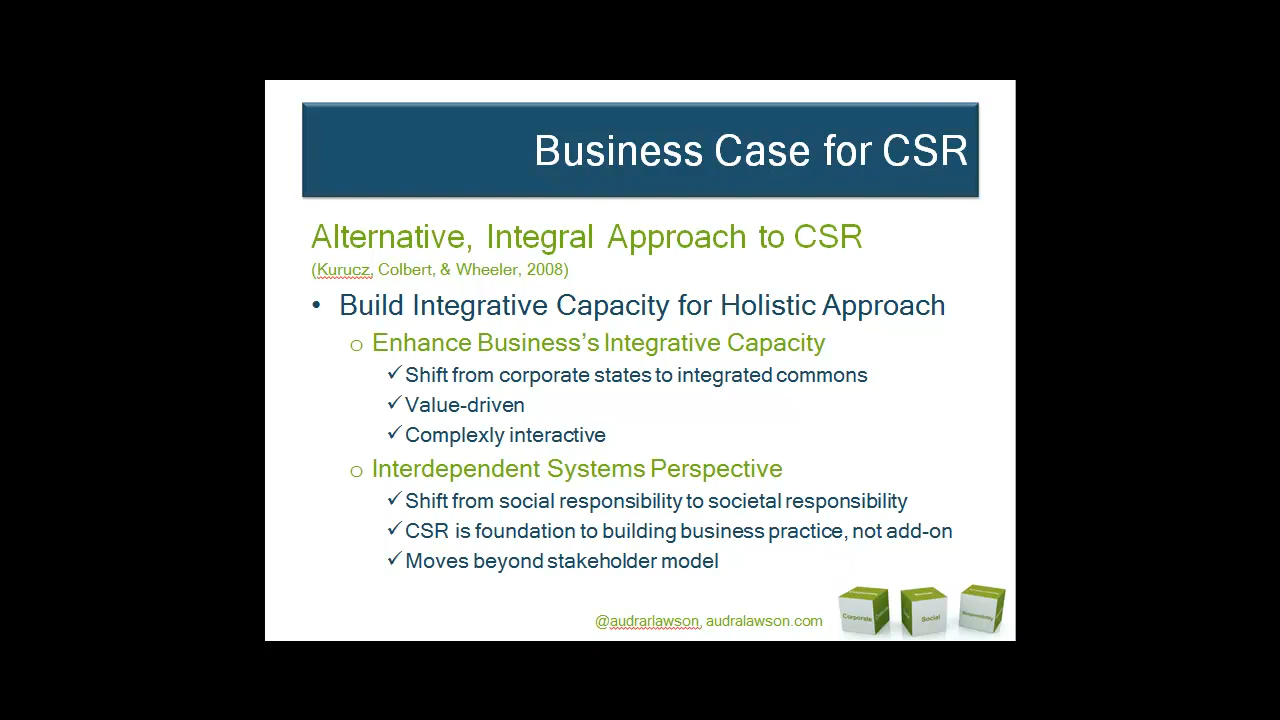 Business Case for CSR
Alternative, Integral Approach to CSR
(Kurucz, Colbert, & Wheeler, 2008)
• Build Integrative Capacity for Holistic Approach
o Enhance Business’s Integrative Capacity
✓Shift from corporate states to integrated commons
✓Value-driven
✓Complexly interactive
o Interdependent Systems Perspective
✓Shift from social responsibility to societal responsibility
✓CSR is foundation to building business practice, not add-on
✓Moves beyond stakeholder model
@audrarlawson, audralawson.com
Corporate
Social
Responsibility